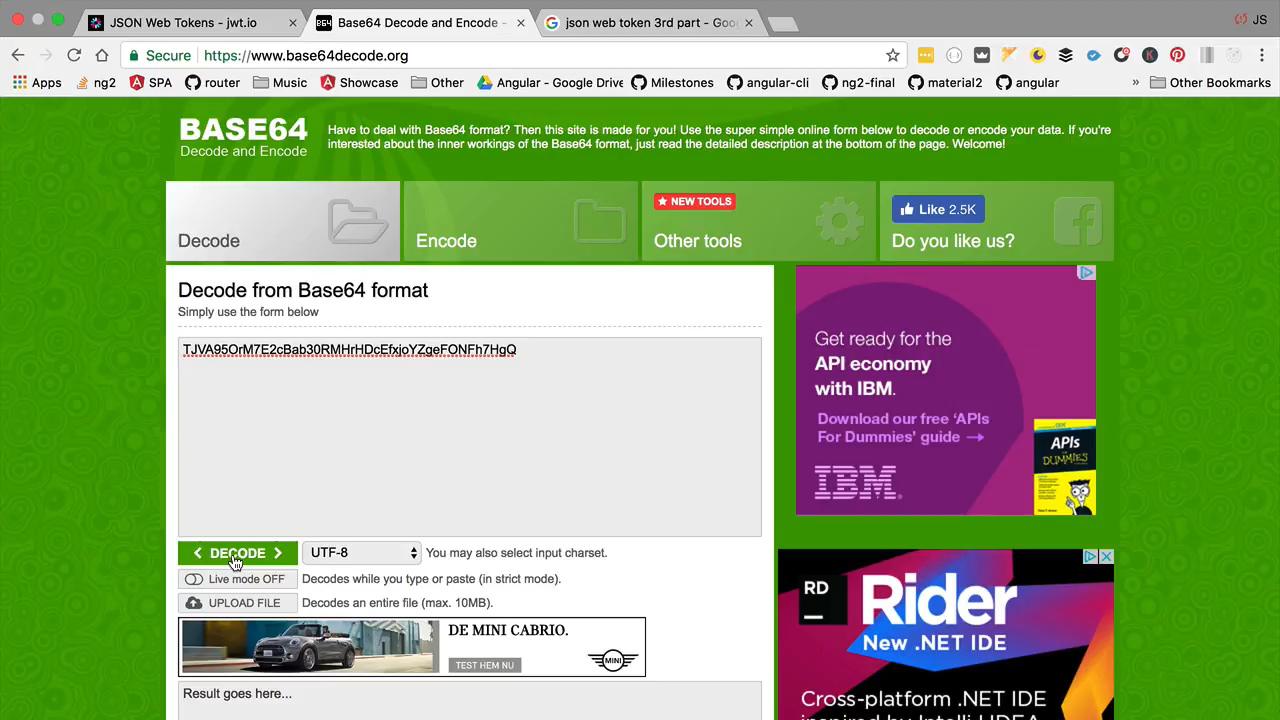 JSON Web Tokens - jwt.io
B64
Base64 Decode and Encode -
json web token 3rd part - Goo
JS
Secure
https://www.base64decode.org
Apps
ng2
SPA
router
Music
Showcase
Other
Angular - Google Drive
Milestones
angular-cli
ng2-final
material2
angular
»
Other Bookmarks
BASE64
Decode and Encode
Have to deal with Base64 format? Then this site is made for you! Use the super simple online form below to decode or encode your data. If you're
interested about the inner workings of the Base64 format, just read the detailed description at the bottom of the page. Welcome!
Decode
Encode
NEW TOOLS
Other tools
Like 2.5K
Do you like us?
Decode from Base64 format
Simply use the form below
TJVA95OrM7E2cBab30RMHrHDcEfxjoYZgeFONFh7HgQ
DECODE
UTF-8
You may also select input charset.
Live mode OFF
Decodes while you type or paste (in strict mode).
UPLOAD FILE
Decodes an entire file (max. 10MB).
DE MINI CABRIO.
TEST HEM NU
MINI
Result goes here...
Get ready for the
API economy
with IBM.
Download our free 'APIs
For Dummies' guide →
IBM
APIs
DUMMIES
RD
Rider
New .NET IDE
Cross-platform .NET IDE
inspired by IntelliJ IDEA